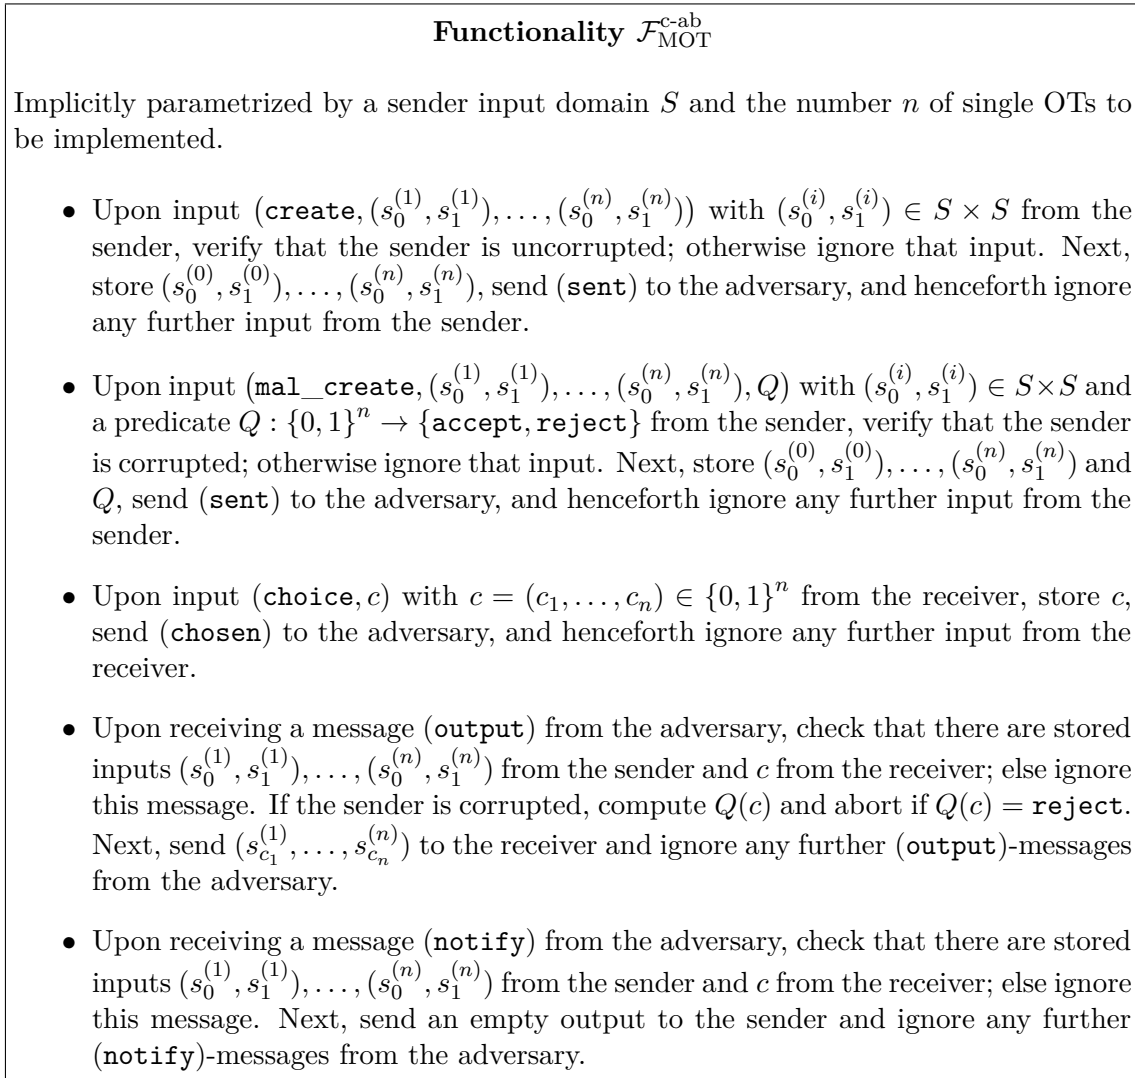 Functionality $\mathcal{F}_{\text{MOT}}^{\text{c-ab}}$
Implicitly parametrized by a sender input domain $S$ and the number $n$ of single OTs to
be implemented.
• Upon input $(\texttt{create}, (s_0^{(1)}, s_1^{(1)}), \ldots, (s_0^{(n)}, s_1^{(n)}))$ with $(s_0^{(i)}, s_1^{(i)}) \in S \times S$ from the
sender, verify that the sender is uncorrupted; otherwise ignore that input. Next,
store $(s_0^{(0)}, s_1^{(0)}), \ldots, (s_0^{(n)}, s_1^{(n)})$, send (sent) to the adversary, and henceforth ignore
any further input from the sender.
• Upon input $(\texttt{mal\_create}, (s_0^{(1)}, s_1^{(1)}), \ldots, (s_0^{(n)}, s_1^{(n)}), Q)$ with $(s_0^{(i)}, s_1^{(i)}) \in S \times S$ and
a predicate $Q : \{0, 1\}^n \to \{\texttt{accept}, \texttt{reject}\}$ from the sender, verify that the sender
is corrupted; otherwise ignore that input. Next, store $(s_0^{(0)}, s_1^{(0)}), \ldots, (s_0^{(n)}, s_1^{(n)})$ and
$Q$, send (sent) to the adversary, and henceforth ignore any further input from the
sender.
• Upon input (choice, $c$) with $c = (c_1, \ldots, c_n) \in \{0, 1\}^n$ from the receiver, store $c$,
send (chosen) to the adversary, and henceforth ignore any further input from the
receiver.
• Upon receiving a message (output) from the adversary, check that there are stored
inputs $(s_0^{(1)}, s_1^{(1)}), \ldots, (s_0^{(n)}, s_1^{(n)})$ from the sender and $c$ from the receiver; else ignore
this message. If the sender is corrupted, compute $Q(c)$ and abort if $Q(c) = \texttt{reject}$.
Next, send $(s_{c_1}^{(1)}, \ldots, s_{c_n}^{(n)})$ to the receiver and ignore any further (output)-messages
from the adversary.
• Upon receiving a message (notify) from the adversary, check that there are stored
inputs $(s_0^{(1)}, s_1^{(1)}), \ldots, (s_0^{(n)}, s_1^{(n)})$ from the sender and $c$ from the receiver; else ignore
this message. Next, send an empty output to the sender and ignore any further
(notify)-messages from the adversary.